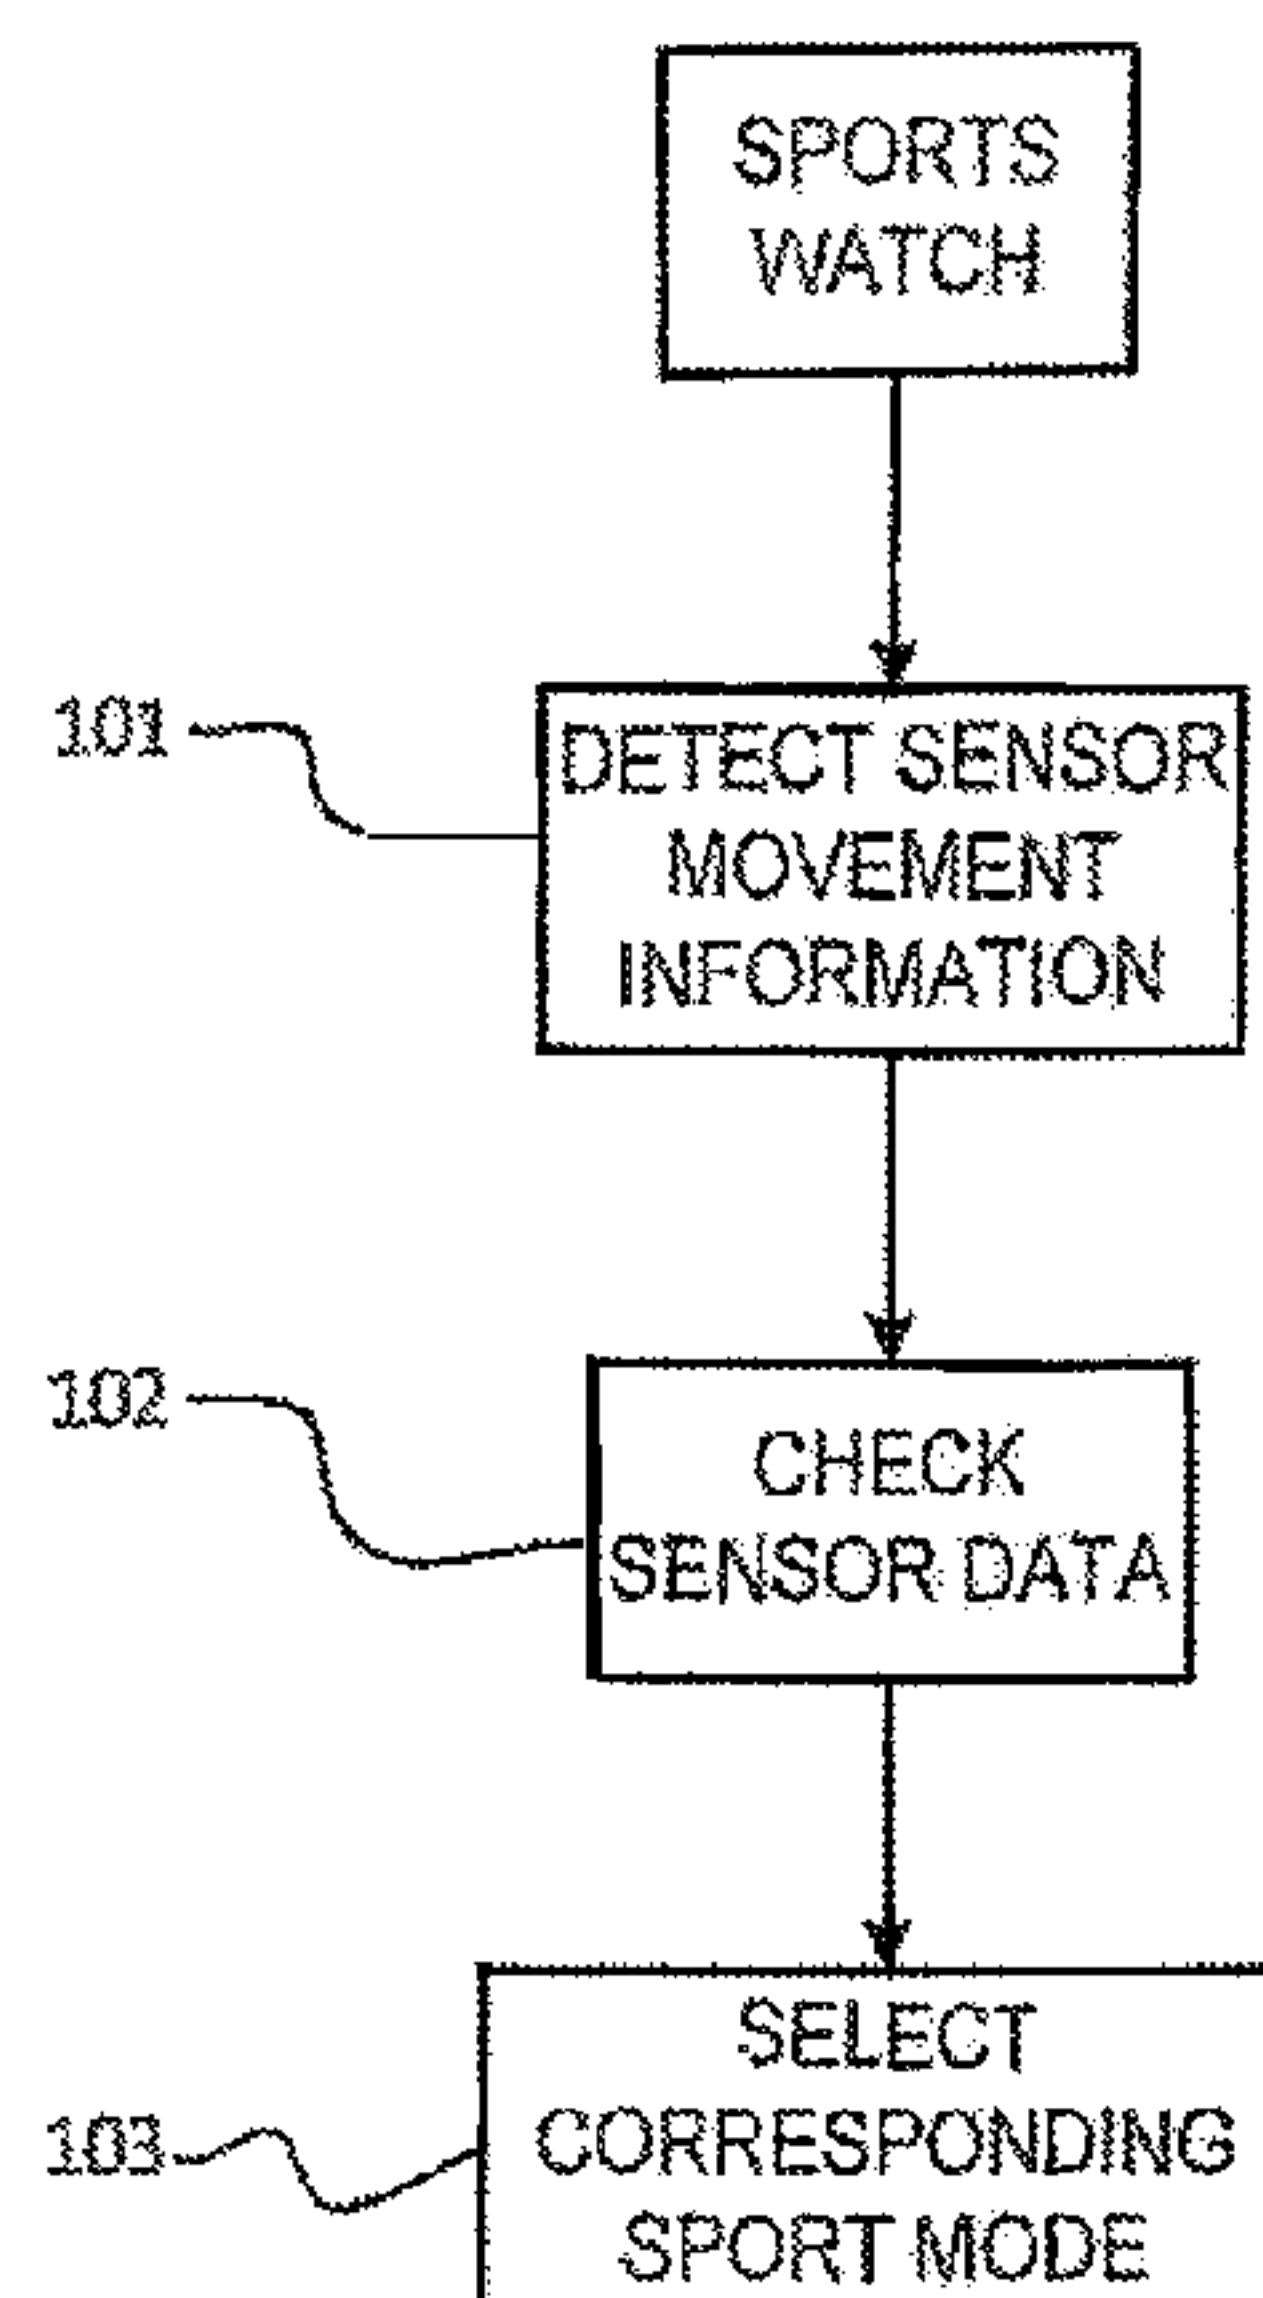 SPORTS
WATCH
101
DETECT SENSOR
MOVEMENT
INFORMATION
102
CHECK
SENSOR DATA
103
SELECT
CORRESPONDING
SPORT MODE